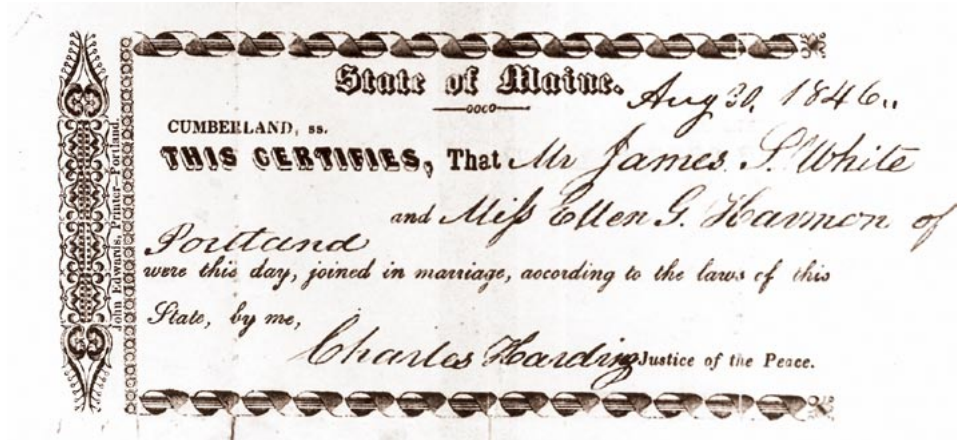 State of Maine.
Aug 30, 1846.
CUMBERLAND, ss.
THIS CERTIFIES, That Mr James S. White
and Miſs Ellen G. Harmon of
Portland
were this day, joined in marriage, according to the laws of this
State, by me,
Charles Harding Justice of the Peace.
John Edwards, Printer—Portland.